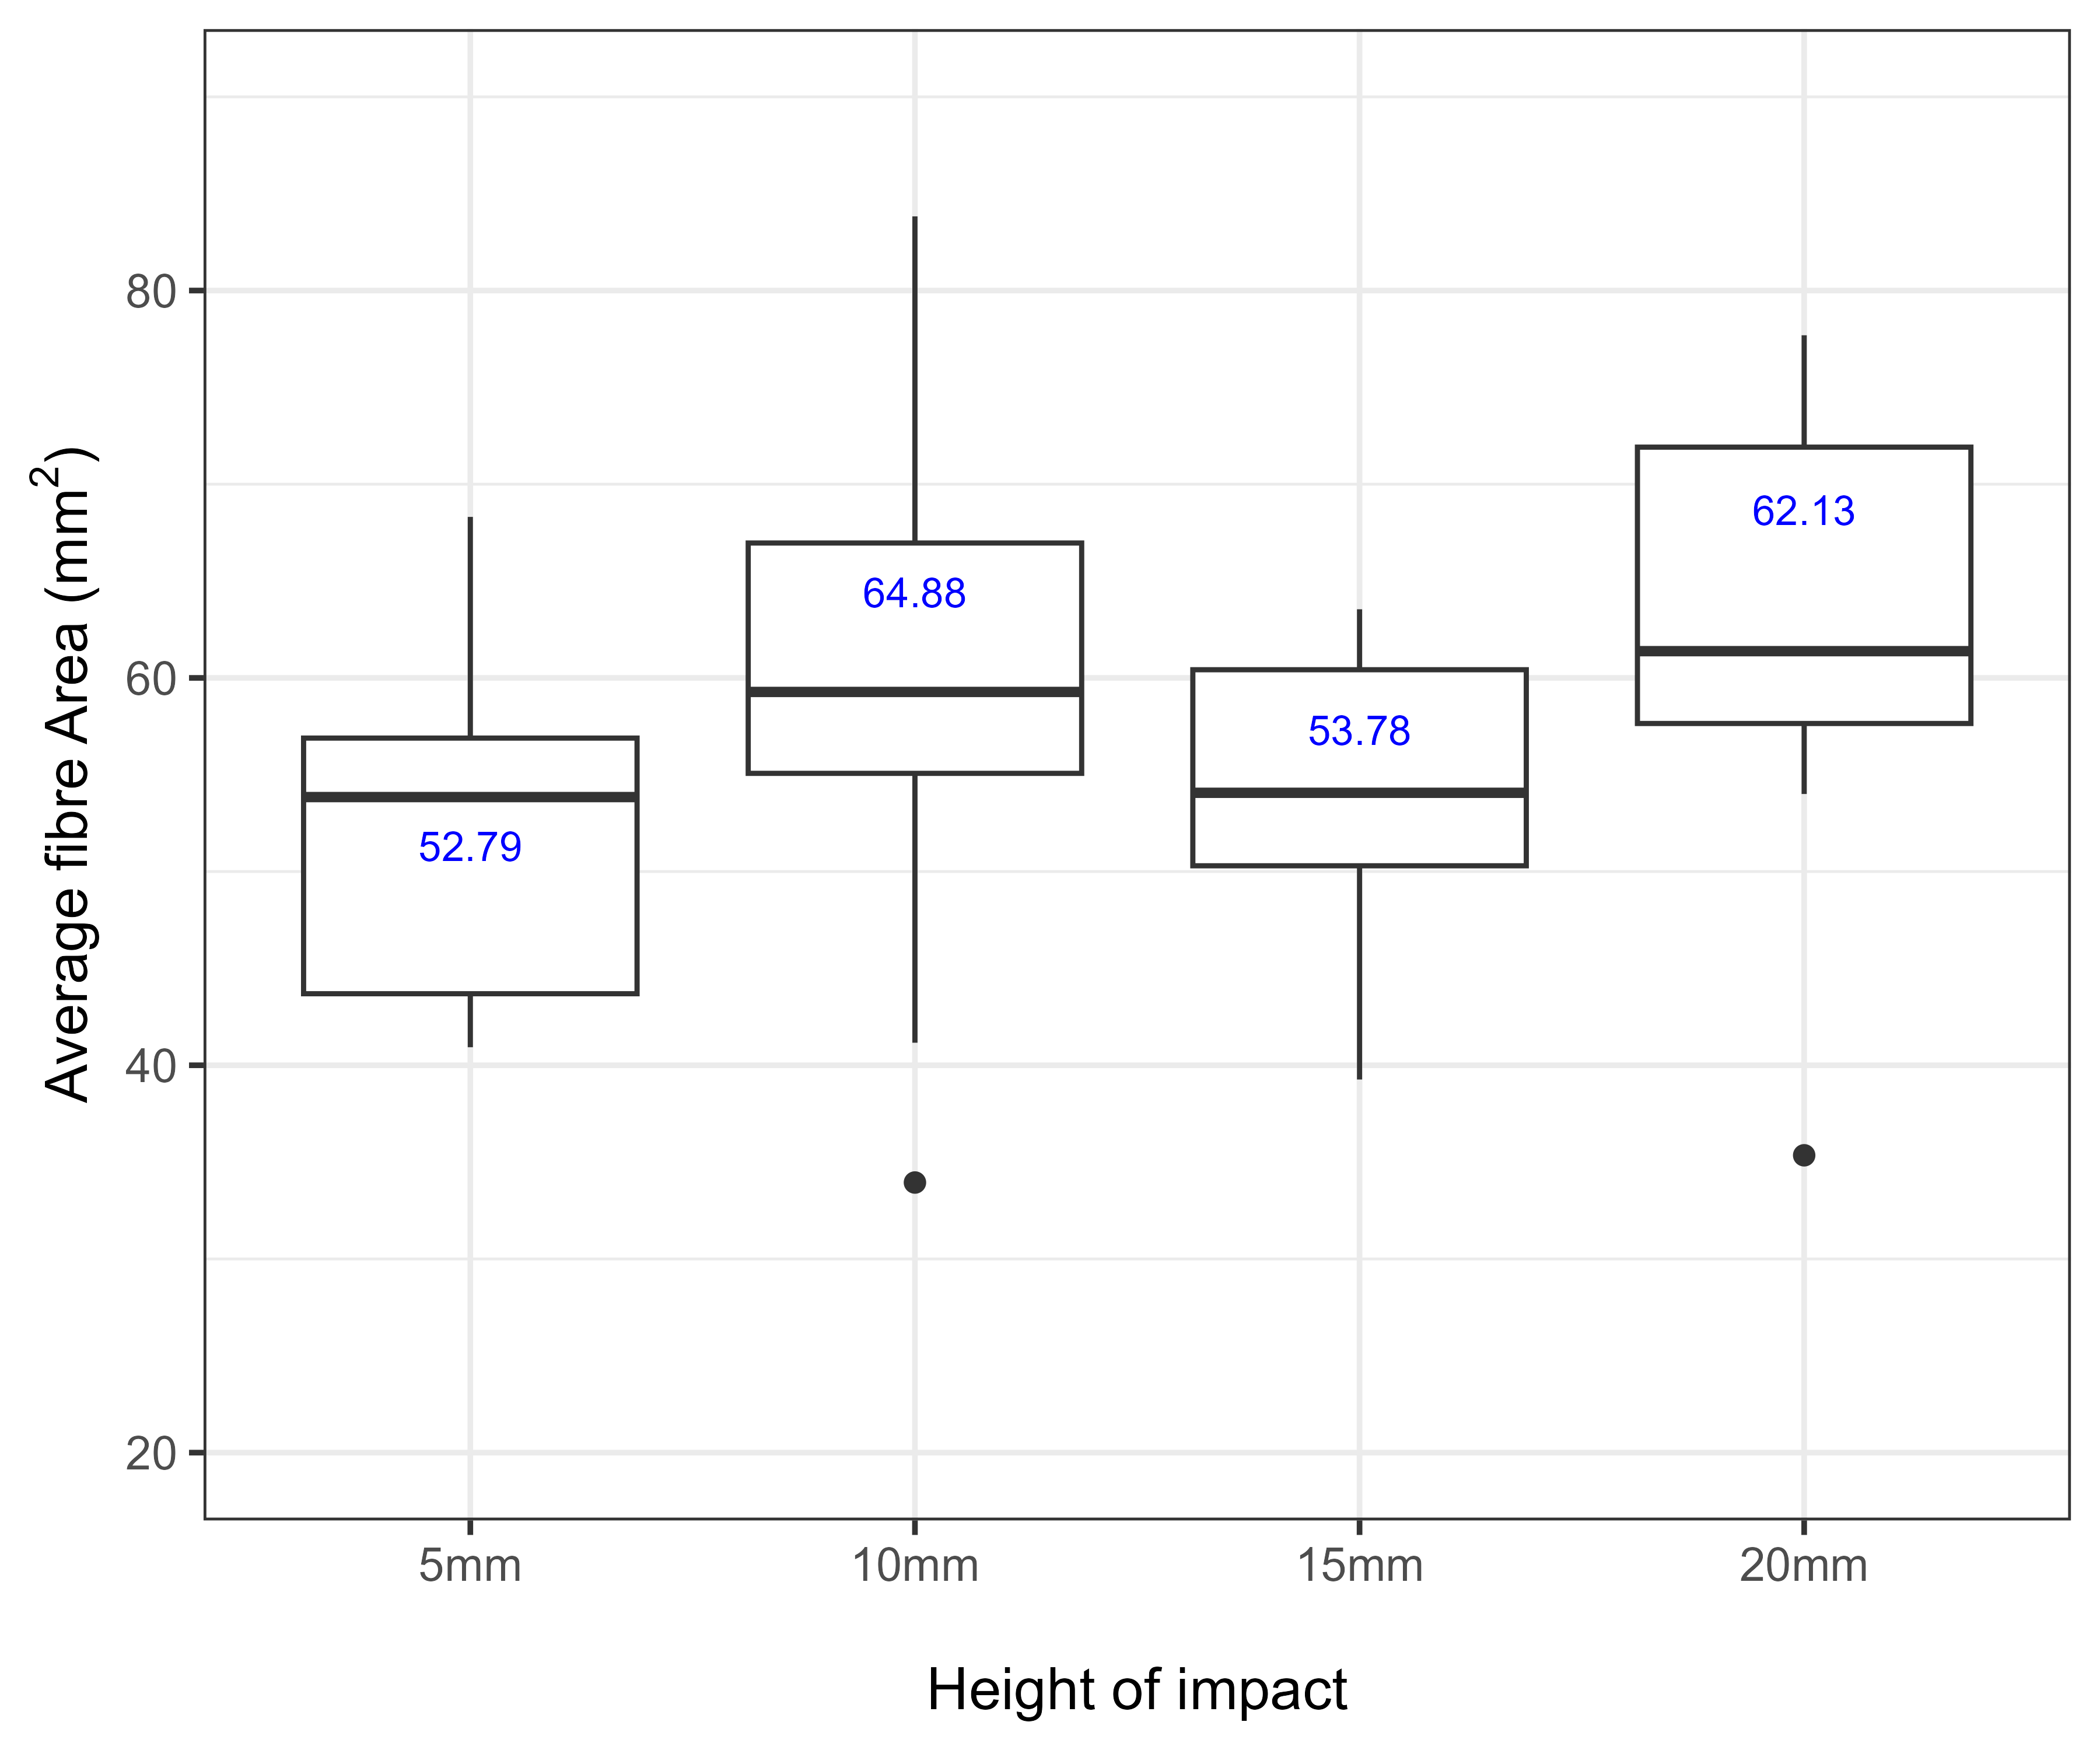 Average fibre Area (mm²)
80
60
40
20
62.13
64.88
53.78
52.79
5mm 10mm 15mm 20mm
Height of impact